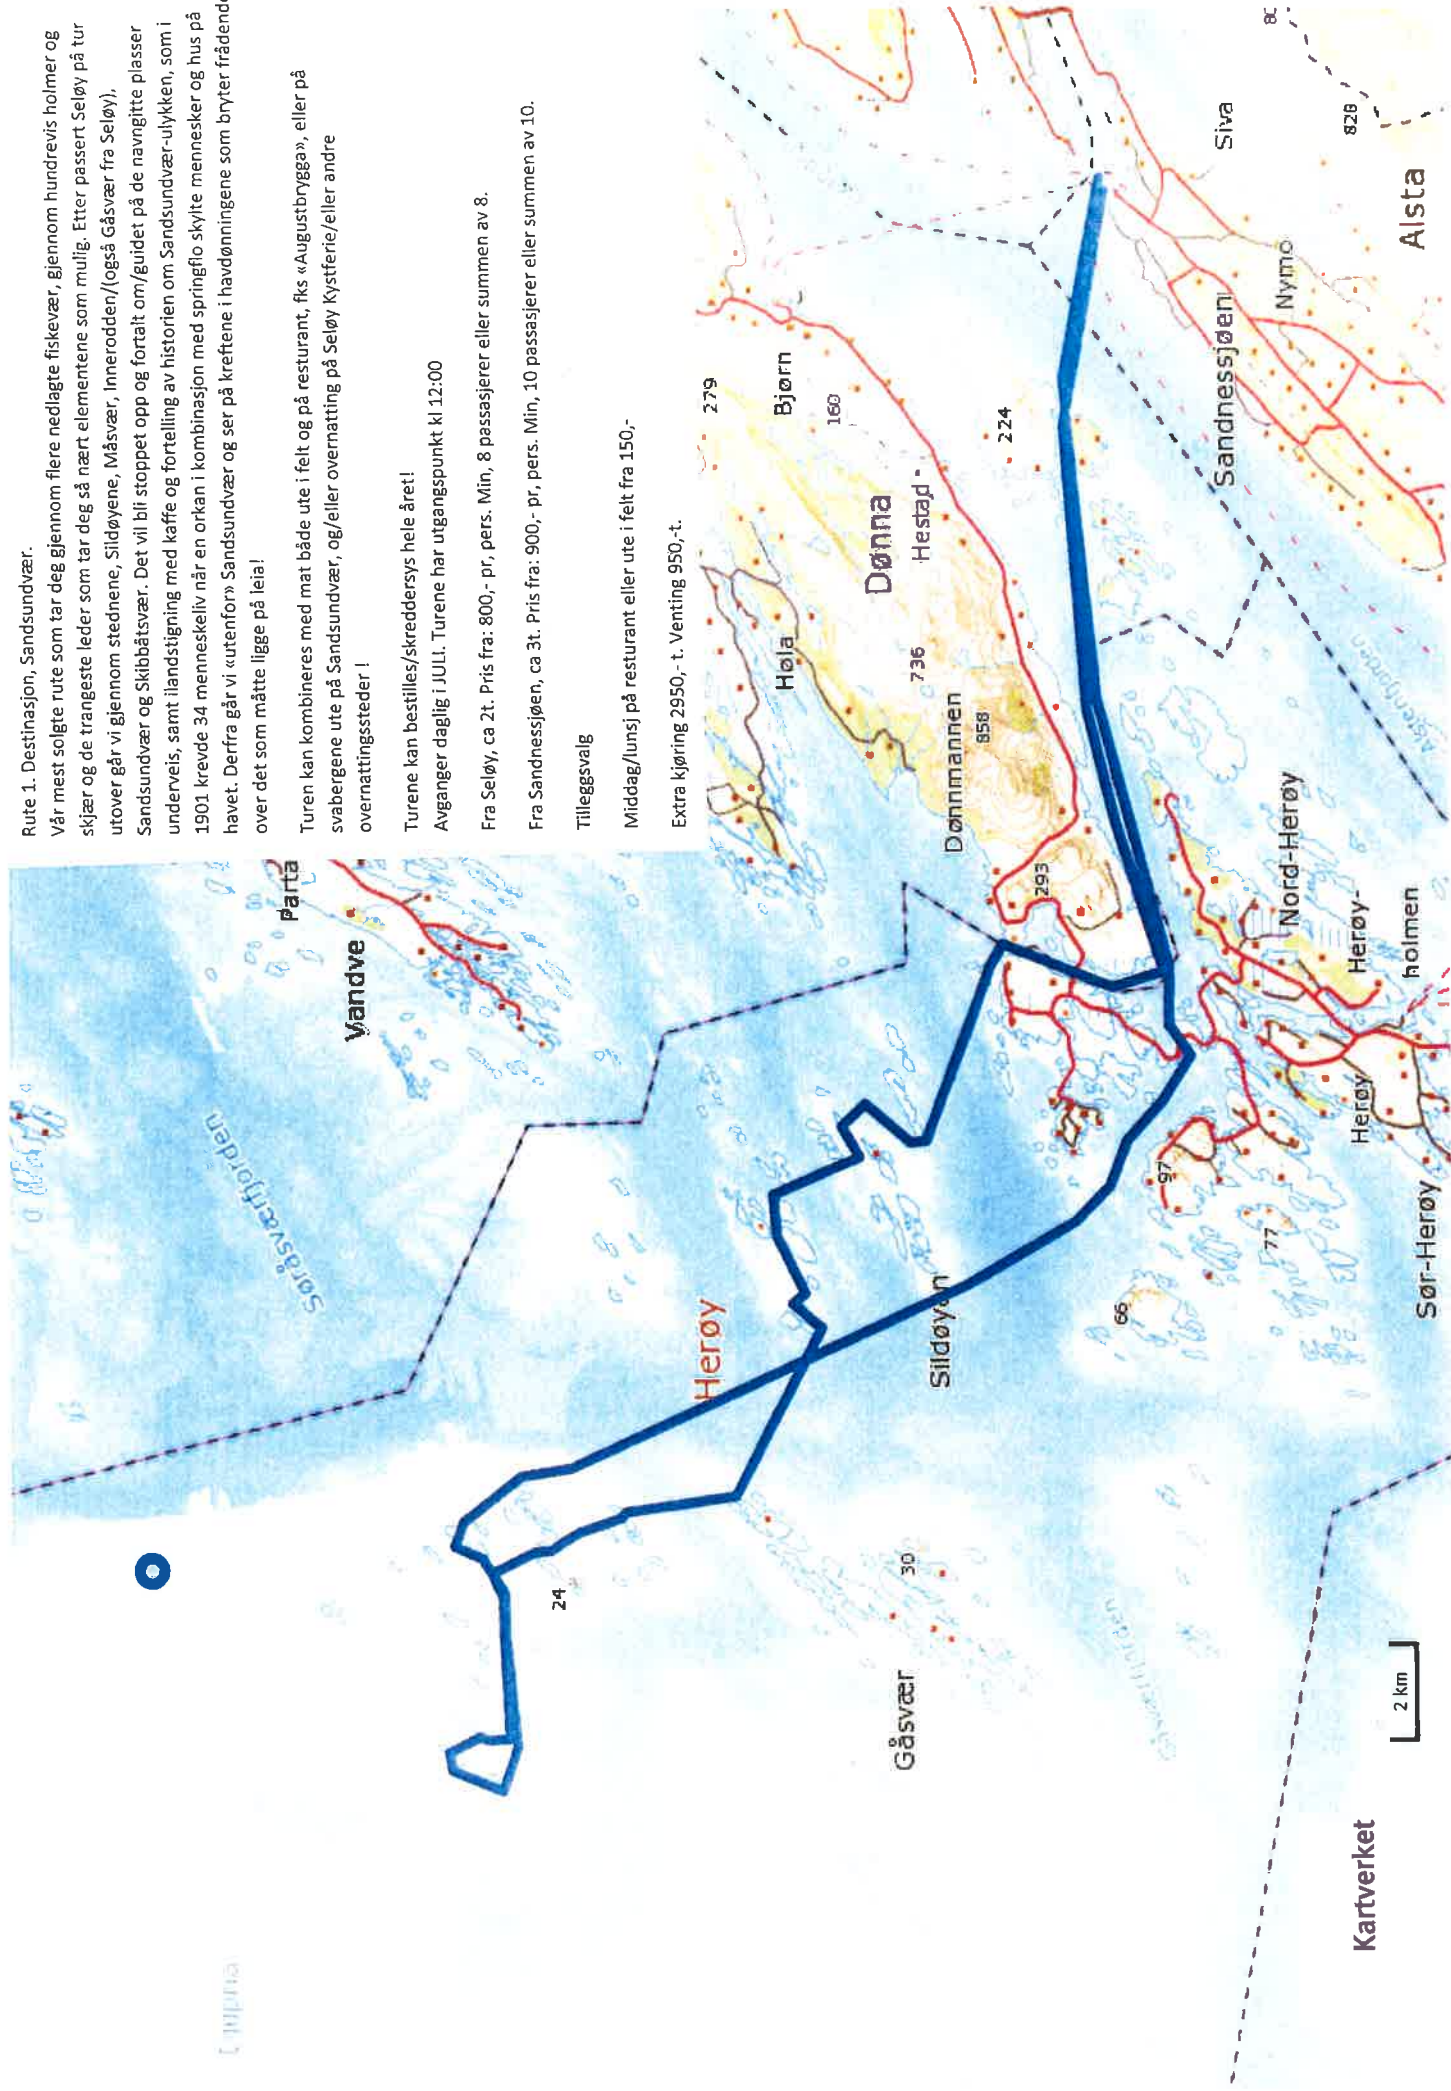 Rute 1. Destinasjon, Sandsundvær.
Vår mest solgte rute som tar deg gjennom flere nedlagte fiskevær, gjennom hundrevis holmer og
skjær og de trangeste leder som tar deg så nært elementene som mulig. Etter passert Seløy på tur
utover går vi gjennom stednene, Sildøyene, Måsvær, Innerodden/(også Gåsvær fra Seløy),
Sandsundvær og Skibbåtsvær. Det vil bli stoppet opp og fortalt om/guidet på de navngitte plasser
underveis, samt ilandstigning med kaffe og fortelling av historien om Sandsundvær-ulykken, som i
1901 krevde 34 menneskeliv når en orkan i kombinasjon med springflo skylte mennesker og hus på
havet. Derfra går vi «utenfor» Sandsundvær og ser på kreftene i havdønningene som bryter frådende
over det som måtte ligge på leia!
Turen kan kombineres med mat både ute i felt og på resturant, fks «Augustbrygga», eller på
svabergene ute på Sandsundvær, og/eller overnatting på Seløy Kystferie/eller andre
overnattingssteder !
Turene kan bestilles/skreddersys hele året!
Avganger daglig i JULI. Turene har utgangspunkt kl 12:00
Fra Seløy, ca 2t. Pris fra: 800,- pr, pers. Min, 8 passasjerer eller summen av 8.
Fra Sandnessjøen, ca 3t. Pris fra: 900,- pr, pers. Min, 10 passasjerer eller summen av 10.
Tilleggsvalg
Middag/lunsj på resturant eller ute i felt fra 150,-
Extra kjøring 2950,- t. Venting 950,-t.
Parta
Vandve
Søråsværfjorden
Herøy
24
Sildøyan
Gåsvær
30
Gåsværfjorden
279
Bjørn
160
Høla
Dønna
Hestad
736
224
Dønnmannen
858
293
Sandnessjøen
Nymo
Siva
828
80
Alsta
Alstenfjorden
Nord-Herøy
Herøy-
holmen
Herøy
97
77
66
Sør-Herøy
2 km
Kartverket